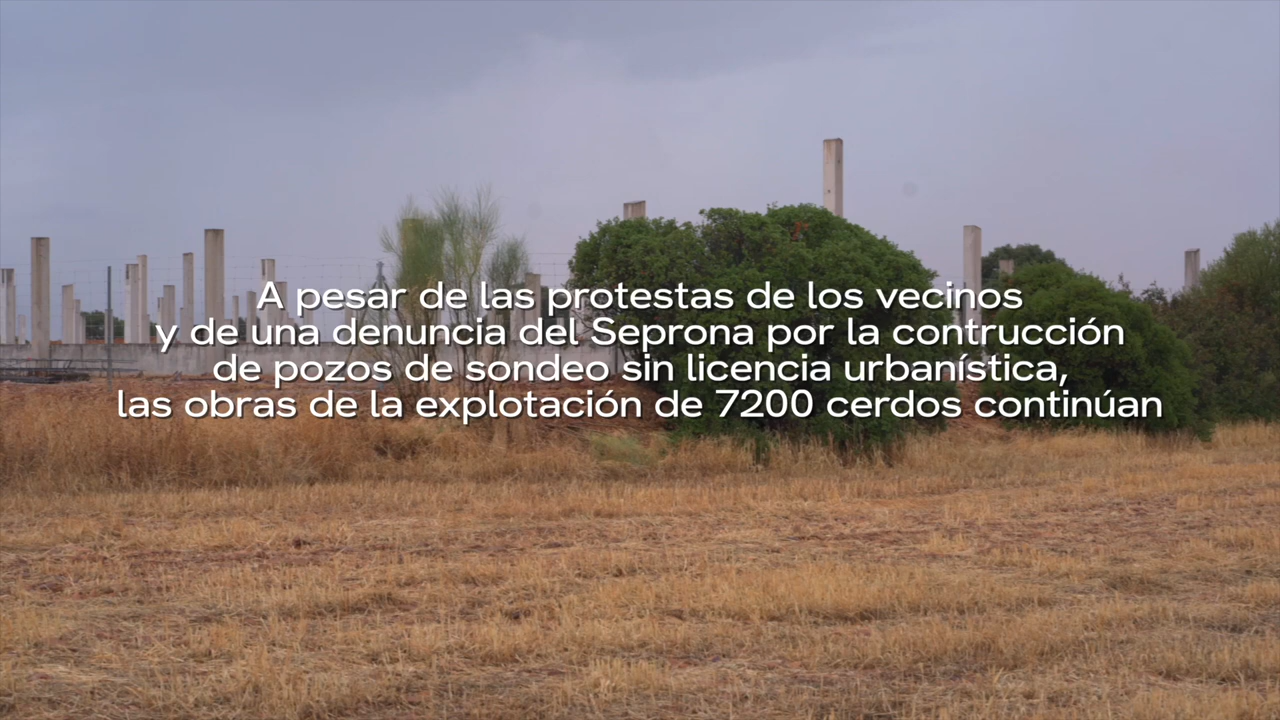 A pesar de las protestas de los vecinos
y de una denuncia del Seprona por la contrucción
de pozos de sondeo sin licencia urbanística,
las obras de la explotación de 7200 cerdos continúan